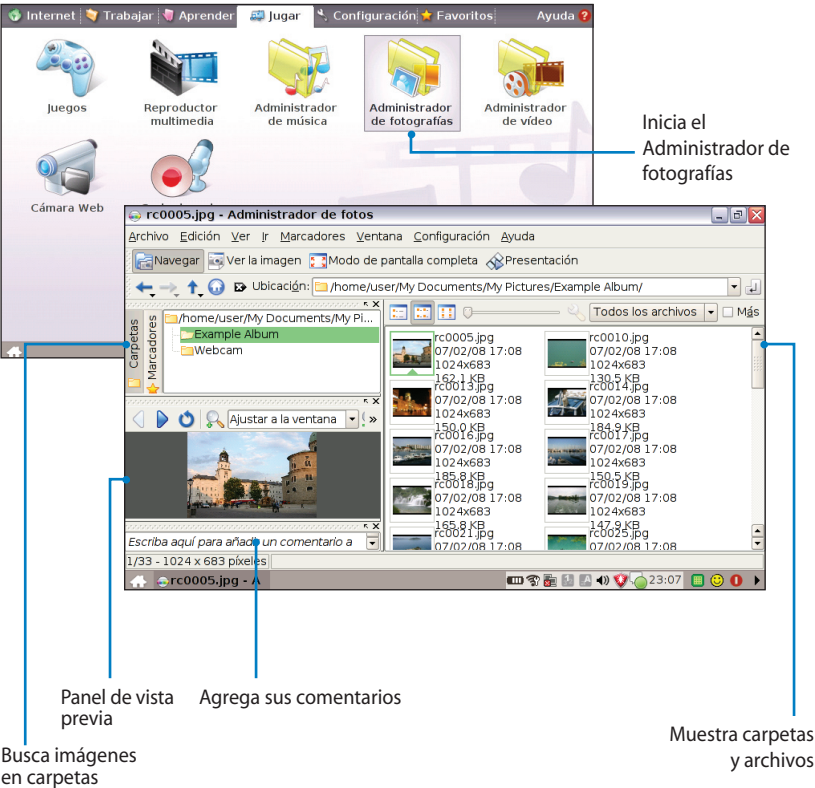 Internet Trabajar Aprender Jugar Configuración Favoritos Ayuda
Juegos
Reproductor
multimedia
Administrador
de música
Administrador
de fotografías
Administrador
de vídeo
Inicia el
Administrador de
fotografías
Cámara Web
rc0005.jpg - Administrador de fotos
Archivo Edición Ver Ir Marcadores Ventana Configuración Ayuda
Navegar Ver la imagen Modo de pantalla completa Presentación
Ubicación: /home/user/My Documents/My Pictures/Example Album/
Carpetas
Marcadores
/home/user/My Documents/My Pi...
Example Album
Webcam
Todos los archivos Más
Ajustar a la ventana
rc0005.jpg
07/02/08 17:08
1024x683
162.1 KB
rc0010.jpg
07/02/08 17:08
1024x683
130.5 KB
rc0013.jpg
07/02/08 17:08
1024x683
150.0 KB
rc0014.jpg
07/02/08 17:08
1024x683
184.9 KB
rc0016.jpg
07/02/08 17:08
1024x683
185.8 KB
rc0017.jpg
07/02/08 17:08
1024x683
150.5 KB
rc0018.jpg
07/02/08 17:08
1024x683
165.8 KB
rc0019.jpg
07/02/08 17:08
1024x683
147.9 KB
rc0021.jpg
07/02/08 17:08
rc0025.jpg
07/02/08 17:08
Escriba aquí para añadir un comentario a
1/33 - 1024 x 683 píxeles
rc0005.jpg - A
23:07
Panel de vista
previa
Agrega sus comentarios
Busca imágenes
en carpetas
Muestra carpetas
y archivos